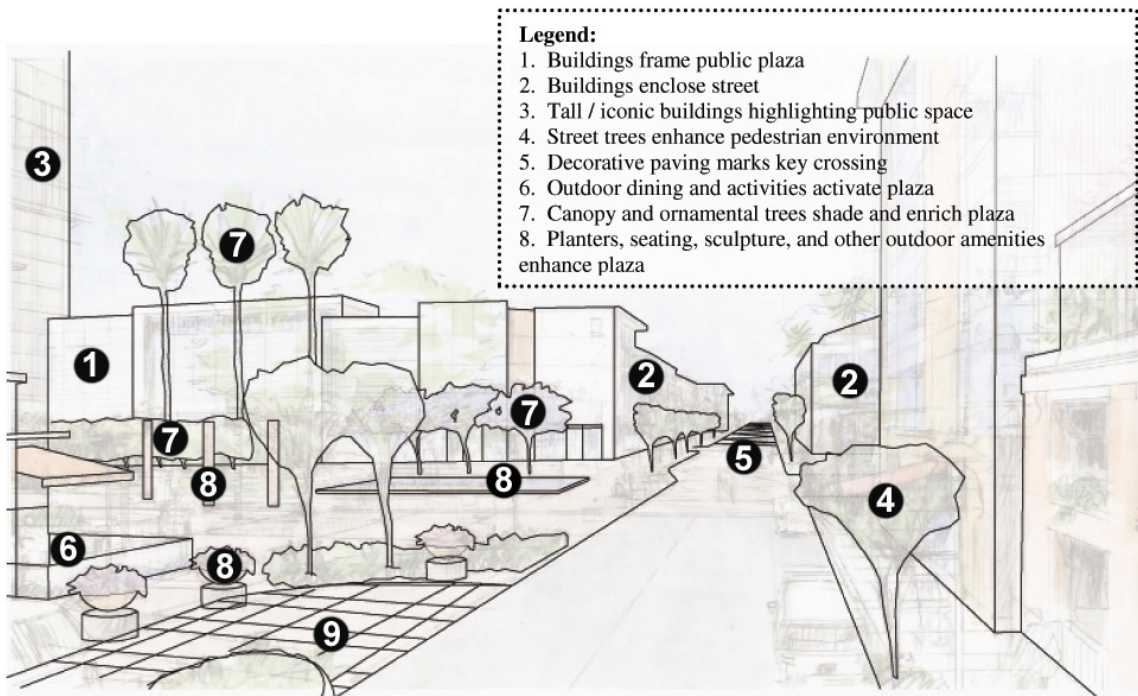 Legend:
1. Buildings frame public plaza
2. Buildings enclose street
3. Tall / iconic buildings highlighting public space
4. Street trees enhance pedestrian environment
5. Decorative paving marks key crossing
6. Outdoor dining and activities activate plaza
7. Canopy and ornamental trees shade and enrich plaza
8. Planters, seating, sculpture, and other outdoor amenities
enhance plaza
3
7
1
2
2
7
7
5
8
8
4
6
8
9